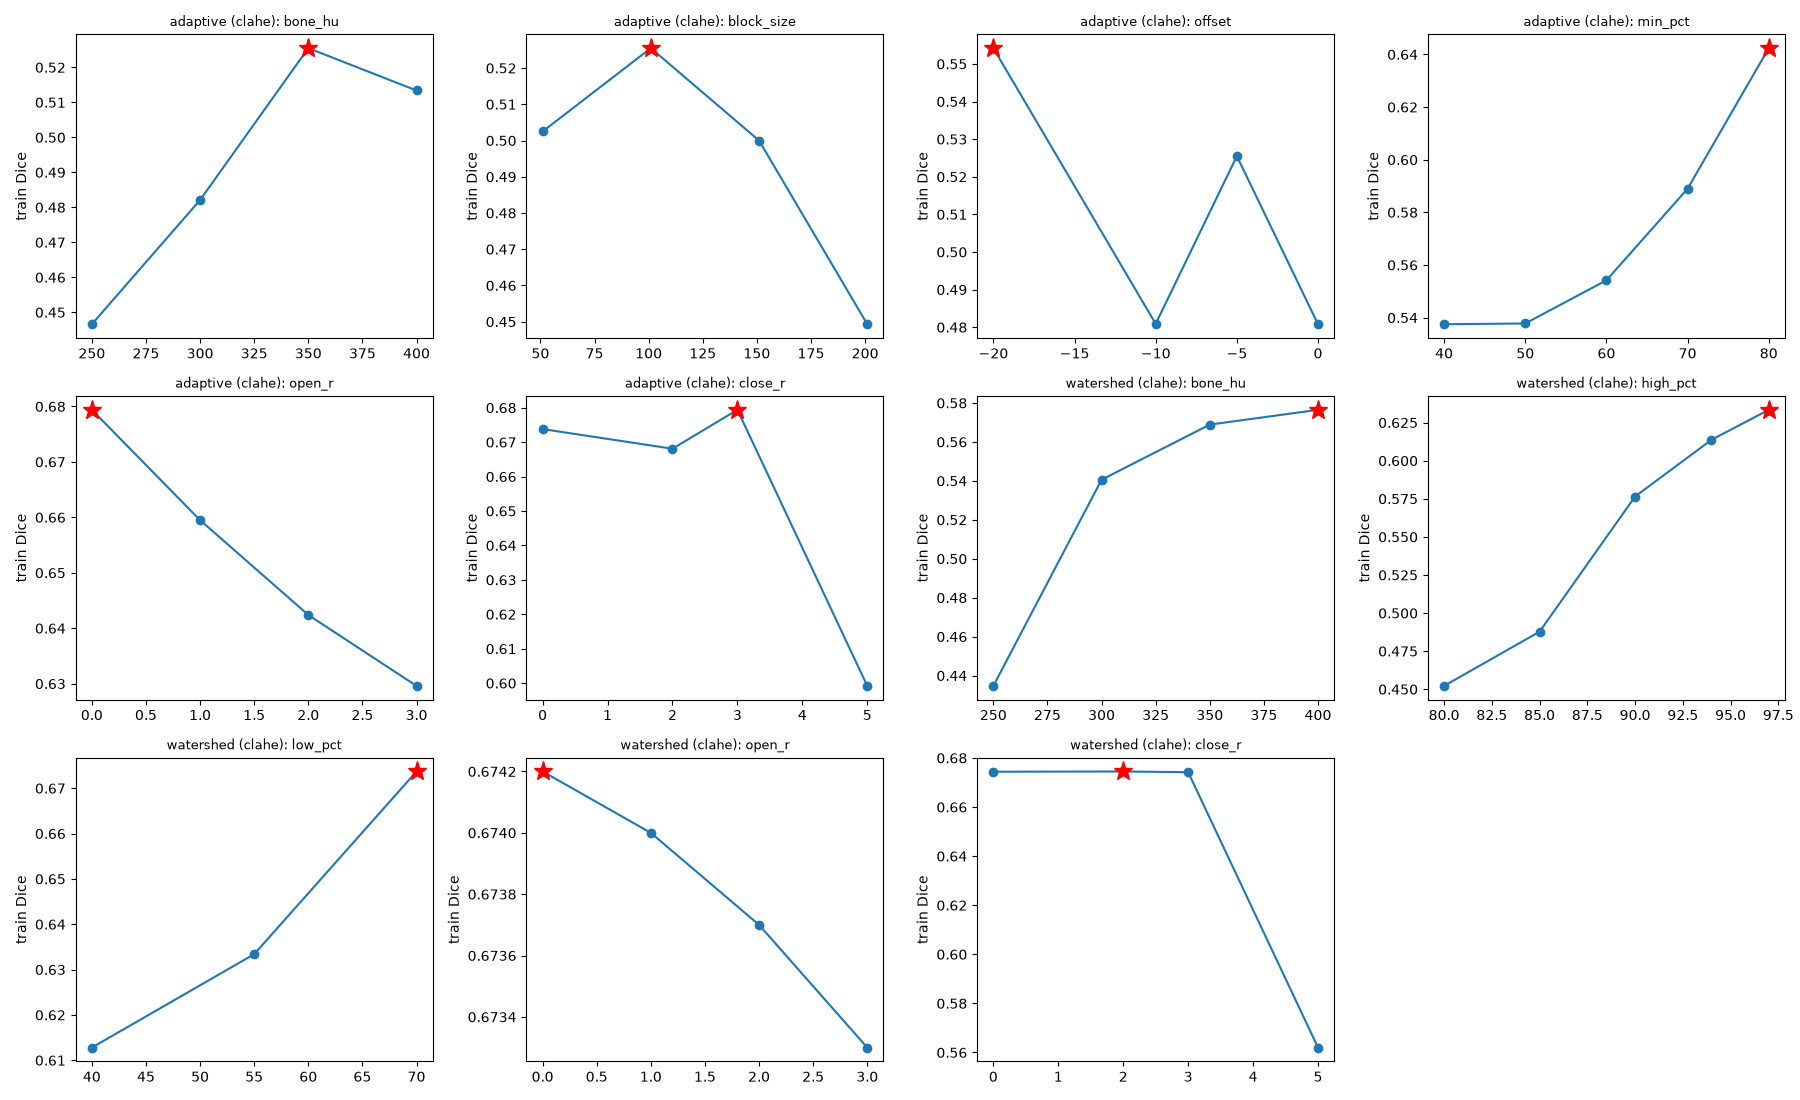 adaptive (clahe): bone_hu
train Dice
0.52
0.51
0.50
0.49
0.48
0.47
0.46
0.45
250 275 300 325 350 375 400
adaptive (clahe): block_size
train Dice
0.52
0.51
0.50
0.49
0.48
0.47
0.46
0.45
50 75 100 125 150 175 200
adaptive (clahe): offset
train Dice
0.55
0.54
0.53
0.52
0.51
0.50
0.49
0.48
−20 −15 −10 −5 0
adaptive (clahe): min_pct
train Dice
0.64
0.62
0.60
0.58
0.56
0.54
40 50 60 70 80
adaptive (clahe): open_r
train Dice
0.68
0.67
0.66
0.65
0.64
0.63
0.0 0.5 1.0 1.5 2.0 2.5 3.0
adaptive (clahe): close_r
train Dice
0.68
0.67
0.66
0.65
0.64
0.63
0.62
0.61
0.60
0 1 2 3 4 5
watershed (clahe): bone_hu
train Dice
0.58
0.56
0.54
0.52
0.50
0.48
0.46
0.44
250 275 300 325 350 375 400
watershed (clahe): high_pct
train Dice
0.625
0.600
0.575
0.550
0.525
0.500
0.475
0.450
80.0 82.5 85.0 87.5 90.0 92.5 95.0 97.5
watershed (clahe): low_pct
train Dice
0.67
0.66
0.65
0.64
0.63
0.62
0.61
40 45 50 55 60 65 70
watershed (clahe): open_r
train Dice
0.6742
0.6740
0.6738
0.6736
0.6734
0.0 0.5 1.0 1.5 2.0 2.5 3.0
watershed (clahe): close_r
train Dice
0.68
0.66
0.64
0.62
0.60
0.58
0.56
0 1 2 3 4 5